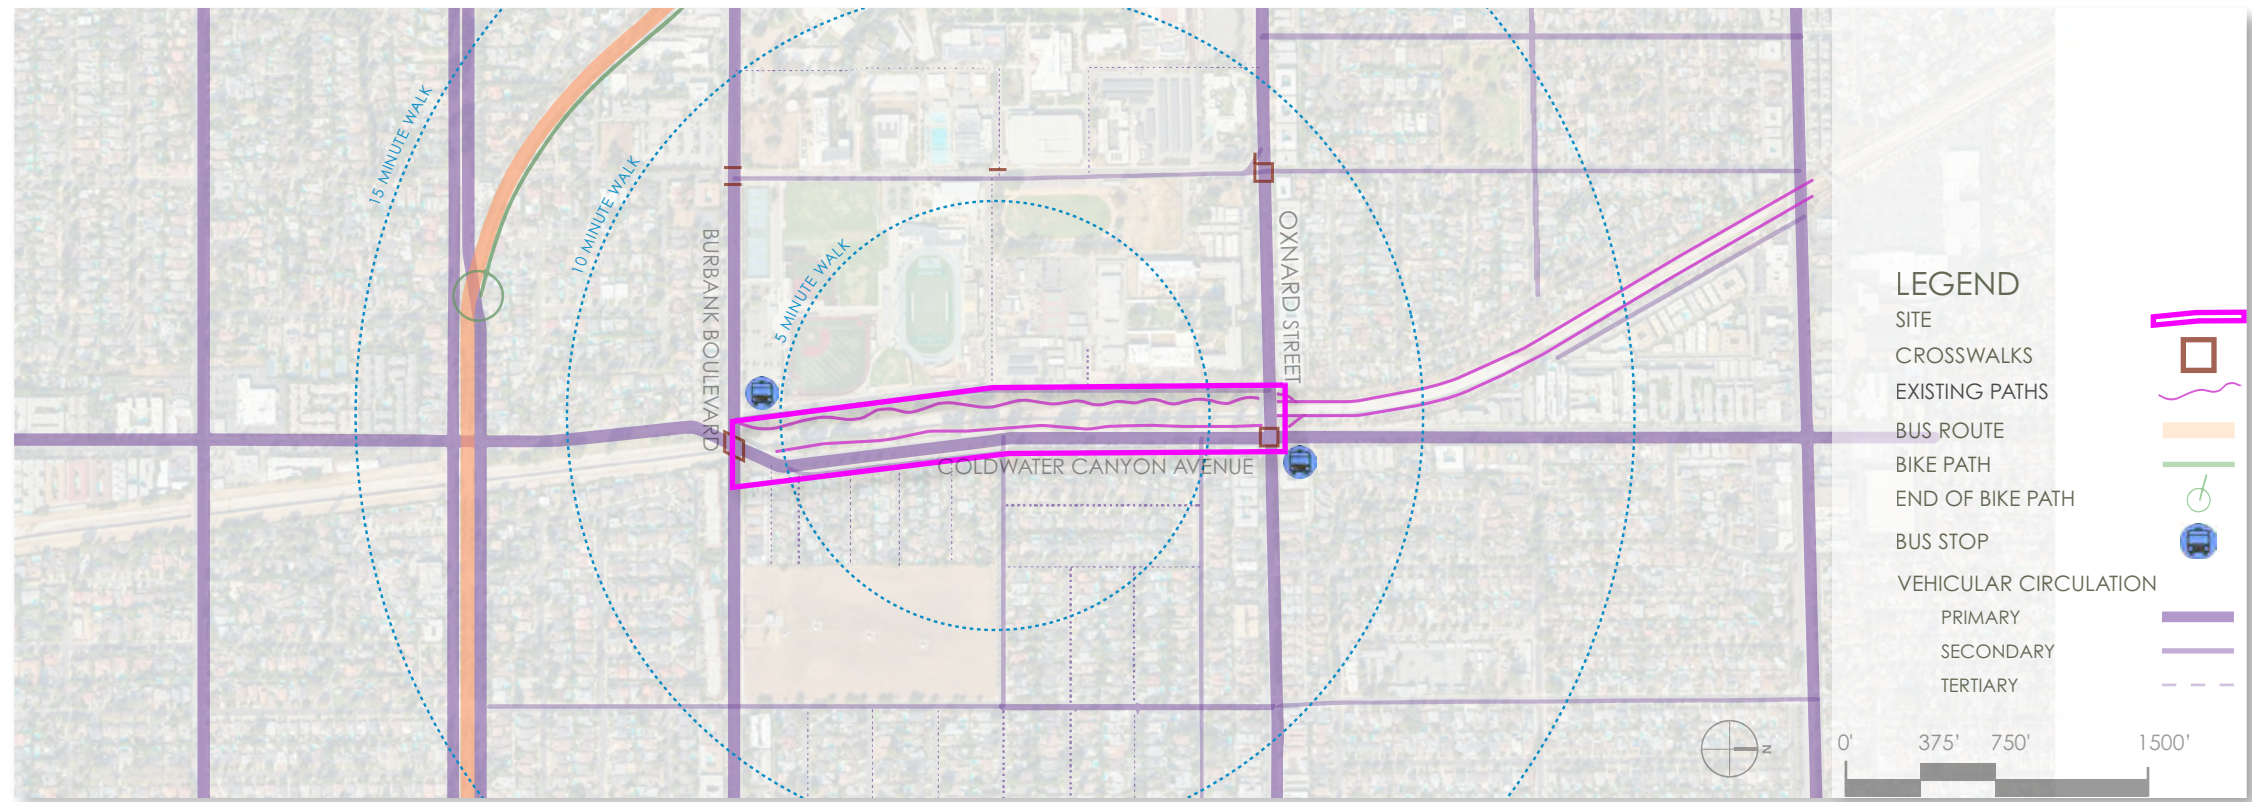 15 MINUTE WALK
10 MINUTE WALK
5 MINUTE WALK
BURBANK BOULEVARD
OXNARD STREET
COLDWATER CANYON AVENUE
LEGEND
SITE
CROSSWALKS
EXISTING PATHS
BUS ROUTE
BIKE PATH
END OF BIKE PATH
BUS STOP
VEHICULAR CIRCULATION
PRIMARY
SECONDARY
TERTIARY
N
0' 375' 750' 1500'